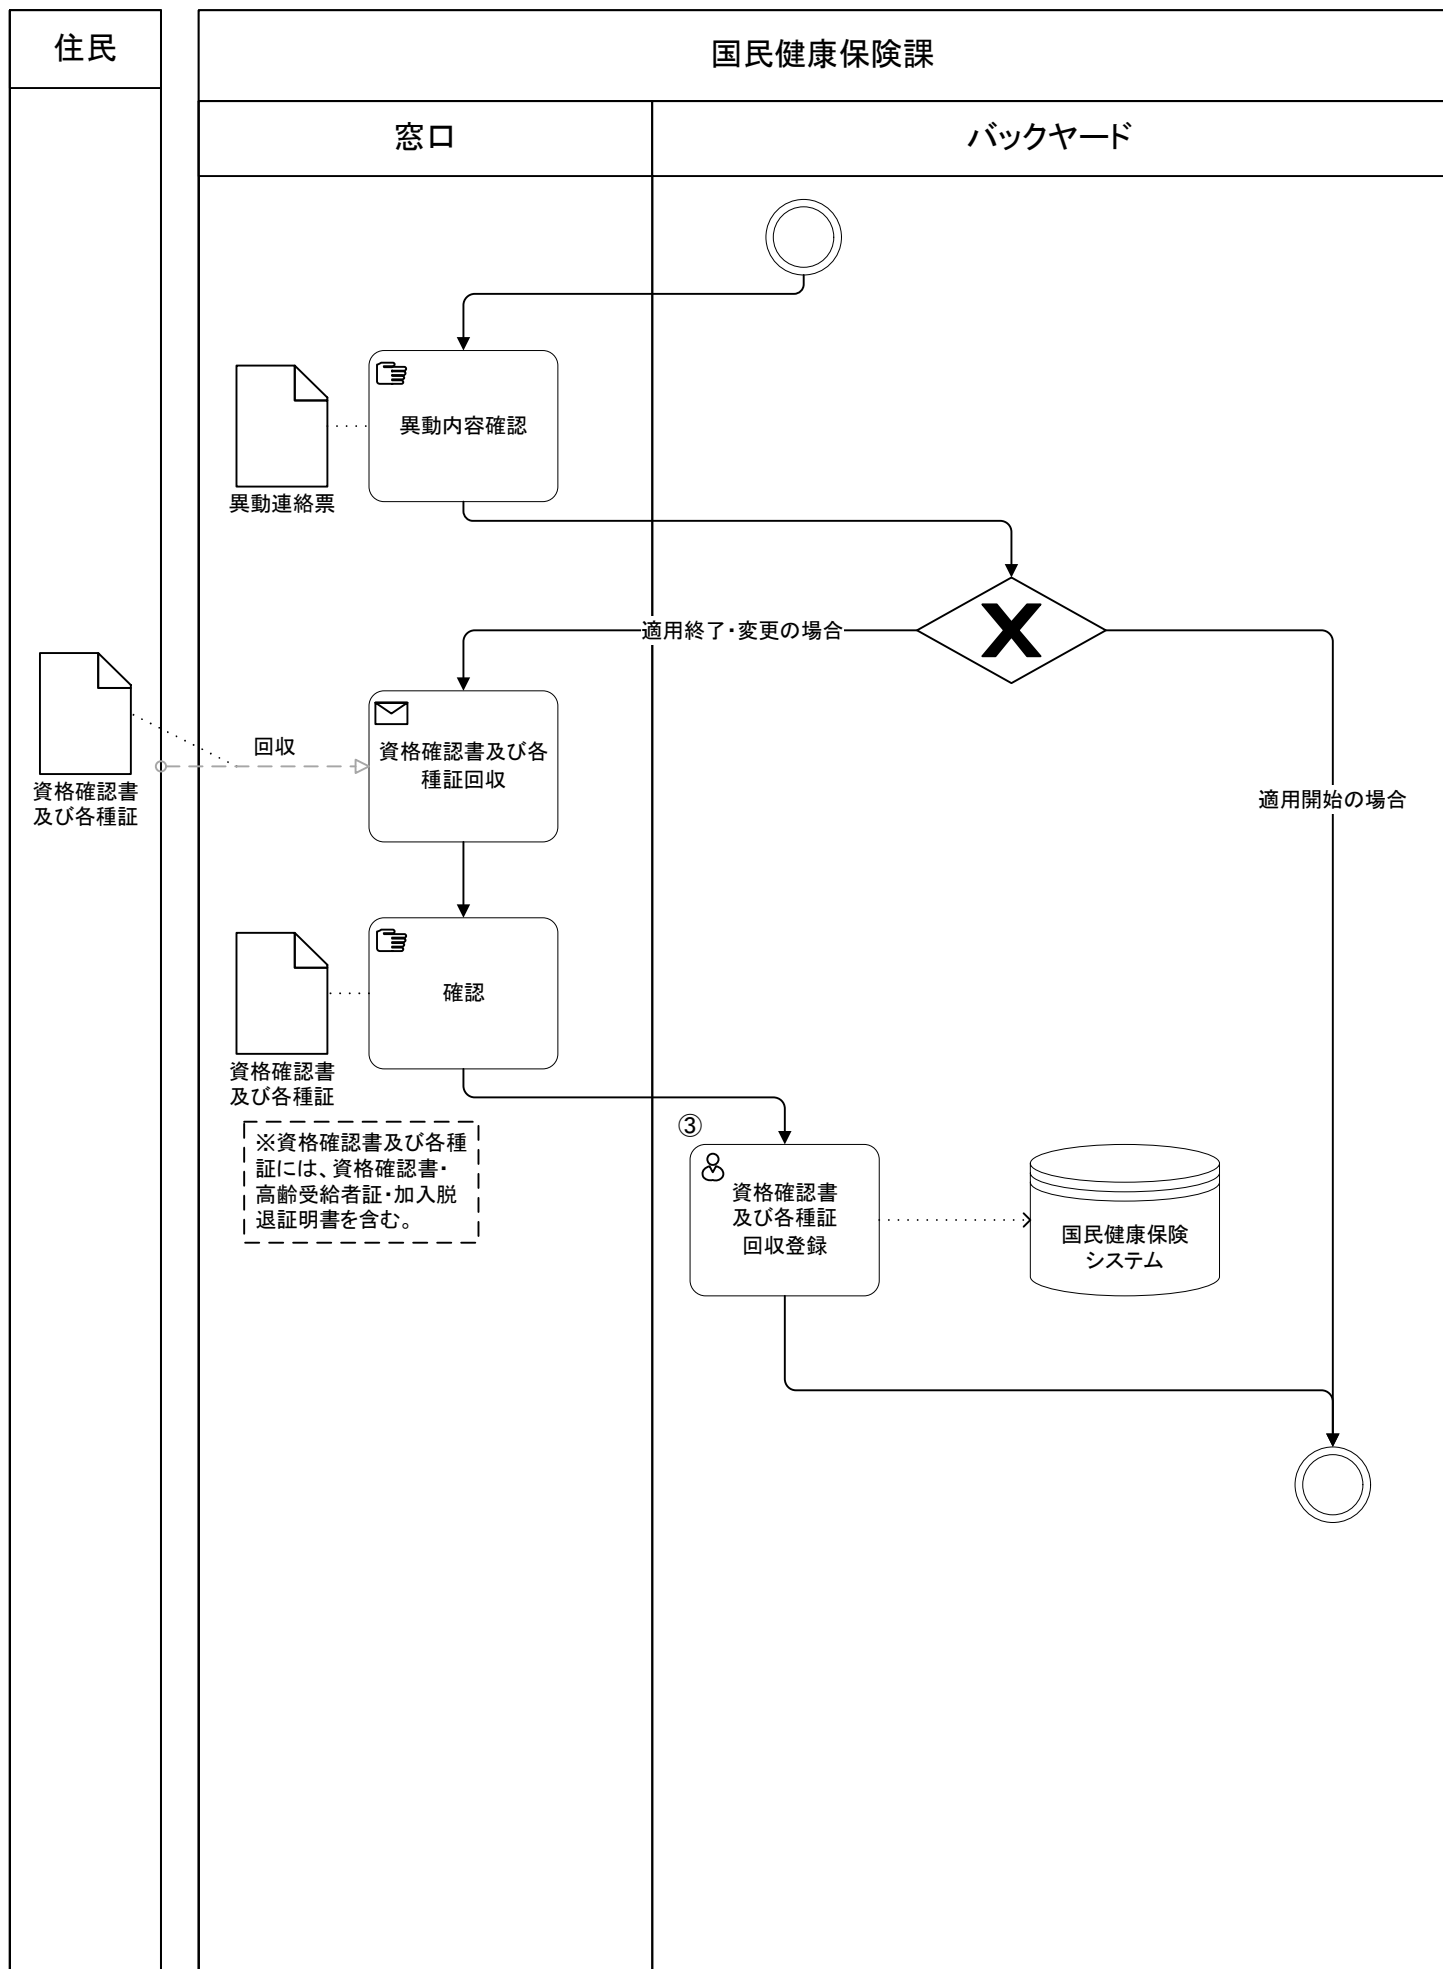 住民
国民健康保険課
窓口
バックヤード
異動内容確認
異動連絡票
適用終了・変更の場合
適用開始の場合
回収
資格確認書及び各
種証回収
資格確認書
及び各種証
確認
資格確認書
及び各種証
※資格確認書及び各種
証には、資格確認書・
高齢受給者証・加入脱
退証明書を含む。
③
資格確認書
及び各種証
回収登録
国民健康保険
システム